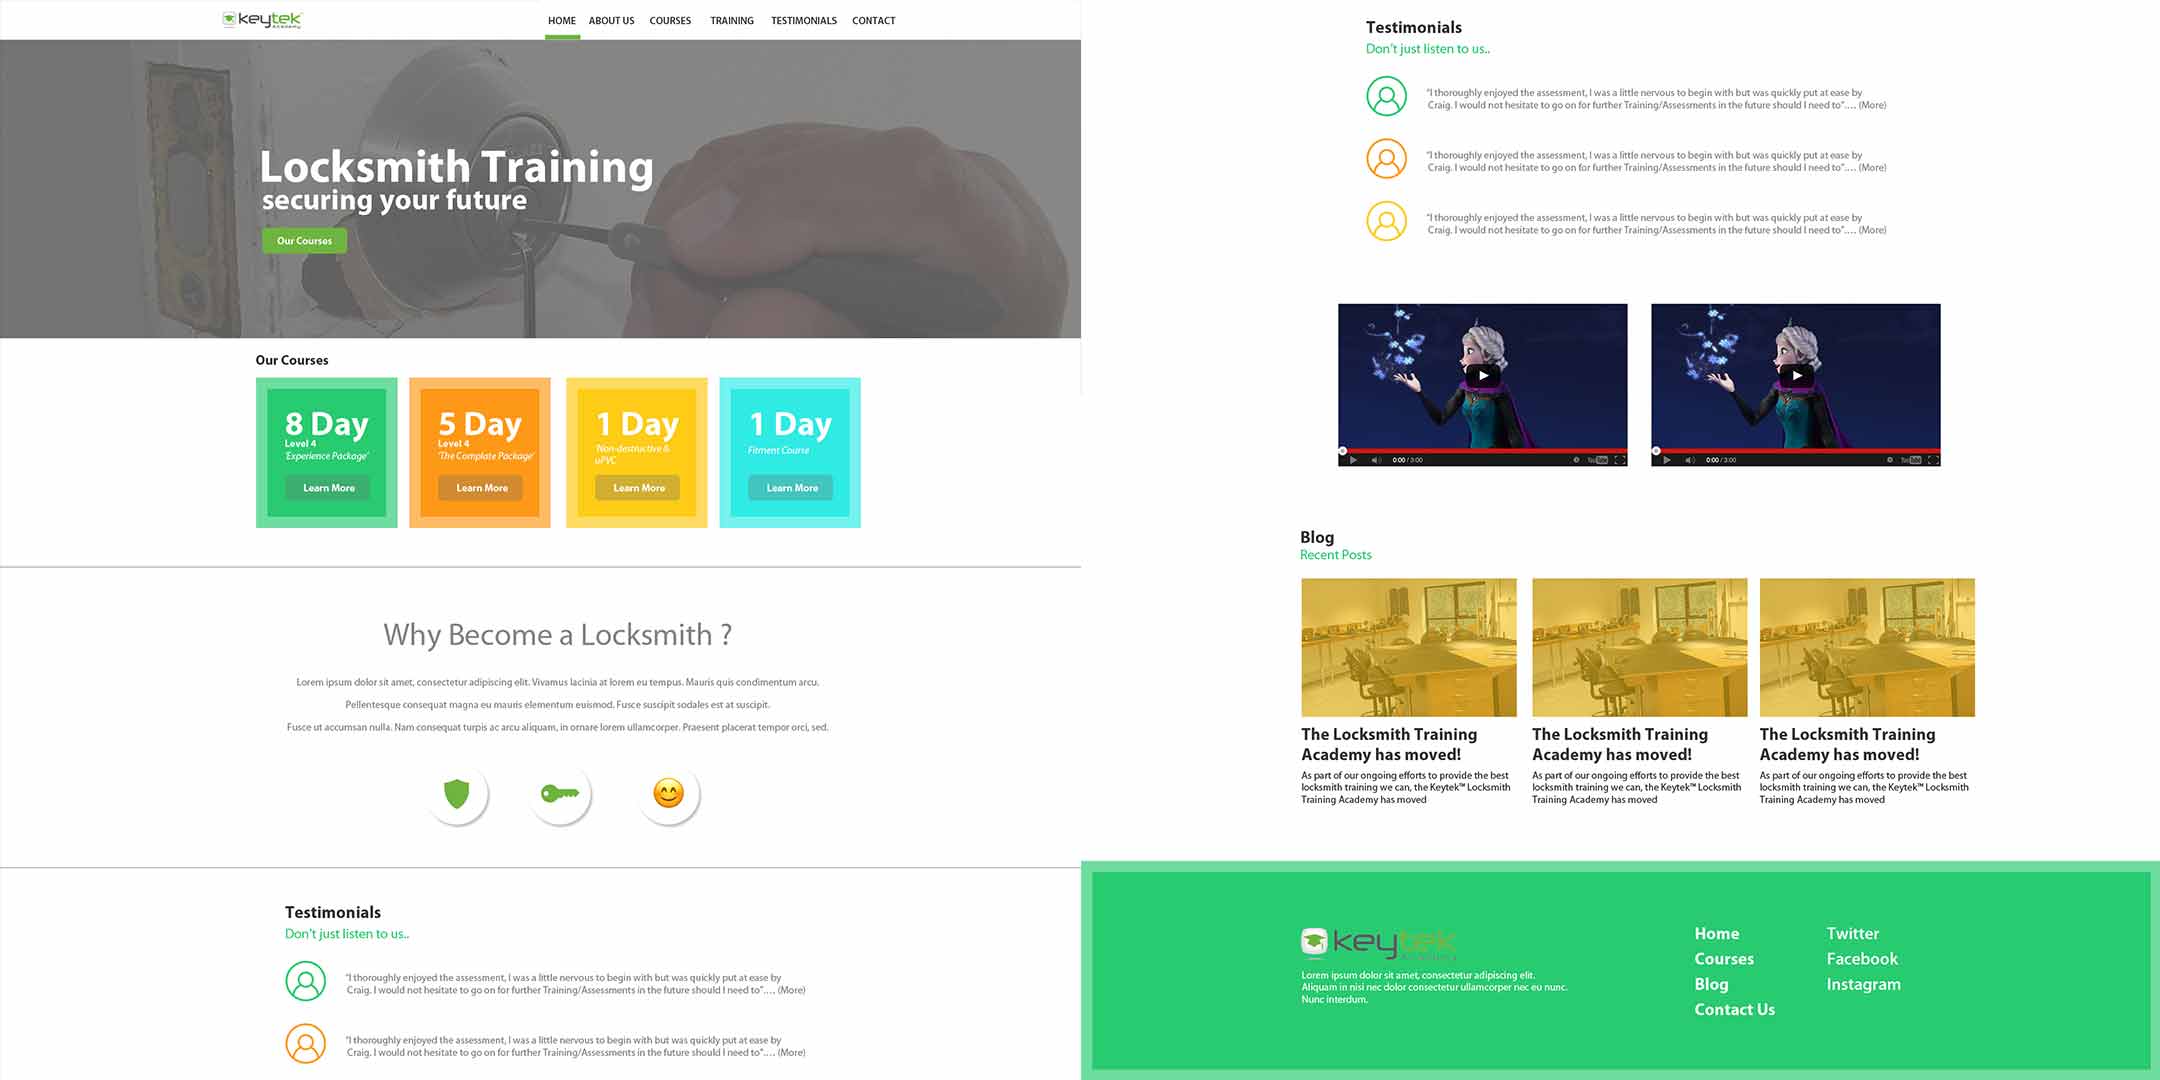 keytek
Academy
HOME ABOUT US COURSES TRAINING TESTIMONIALS CONTACT
Locksmith Training
securing your future
Our Courses
Our Courses
8 Day
Level 4
'Experience Package'
Learn More
5 Day
Level 4
'The Complate Package'
Learn More
1 Day
'Non-destructive &
uPVC
Learn More
1 Day
Fitment Course
Learn More
Why Become a Locksmith ?
Lorem ipsum dolor sit amet, consectetur adipiscing elit. Vivamus lacinia at lorem eu tempus. Mauris quis condimentum arcu.
Pellentesque consequat magna eu mauris elementum euismod. Fusce suscipit sodales est at suscipit.
Fusce ut accumsan nulla. Nam consequat turpis ac arcu aliquam, in ornare lorem ullamcorper. Praesent placerat tempor orci, sed.
Testimonials
Don't just listen to us..
"I thoroughly enjoyed the assessment, I was a little nervous to begin with but was quickly put at ease by
Craig. I would not hesitate to go on for further Training/Assessments in the future should I need to".... (More)
"I thoroughly enjoyed the assessment, I was a little nervous to begin with but was quickly put at ease by
Craig. I would not hesitate to go on for further Training/Assessments in the future should I need to".... (More)
Testimonials
Don't just listen to us..
"I thoroughly enjoyed the assessment, I was a little nervous to begin with but was quickly put at ease by
Craig. I would not hesitate to go on for further Training/Assessments in the future should I need to".... (More)
"I thoroughly enjoyed the assessment, I was a little nervous to begin with but was quickly put at ease by
Craig. I would not hesitate to go on for further Training/Assessments in the future should I need to".... (More)
"I thoroughly enjoyed the assessment, I was a little nervous to begin with but was quickly put at ease by
Craig. I would not hesitate to go on for further Training/Assessments in the future should I need to".... (More)
0:00 / 3:00 YouTube
0:00 / 3:00 YouTube
Blog
Recent Posts
The Locksmith Training
Academy has moved!
As part of our ongoing efforts to provide the best
locksmith training we can, the Keytek™ Locksmith
Training Academy has moved
The Locksmith Training
Academy has moved!
As part of our ongoing efforts to provide the best
locksmith training we can, the Keytek™ Locksmith
Training Academy has moved
The Locksmith Training
Academy has moved!
As part of our ongoing efforts to provide the best
locksmith training we can, the Keytek™ Locksmith
Training Academy has moved
keytek
Academy
Lorem ipsum dolor sit amet, consectetur adipiscing elit.
Aliquam in nisi nec dolor consectetur ullamcorper nec eu nunc.
Nunc interdum.
Home
Courses
Blog
Contact Us
Twitter
Facebook
Instagram